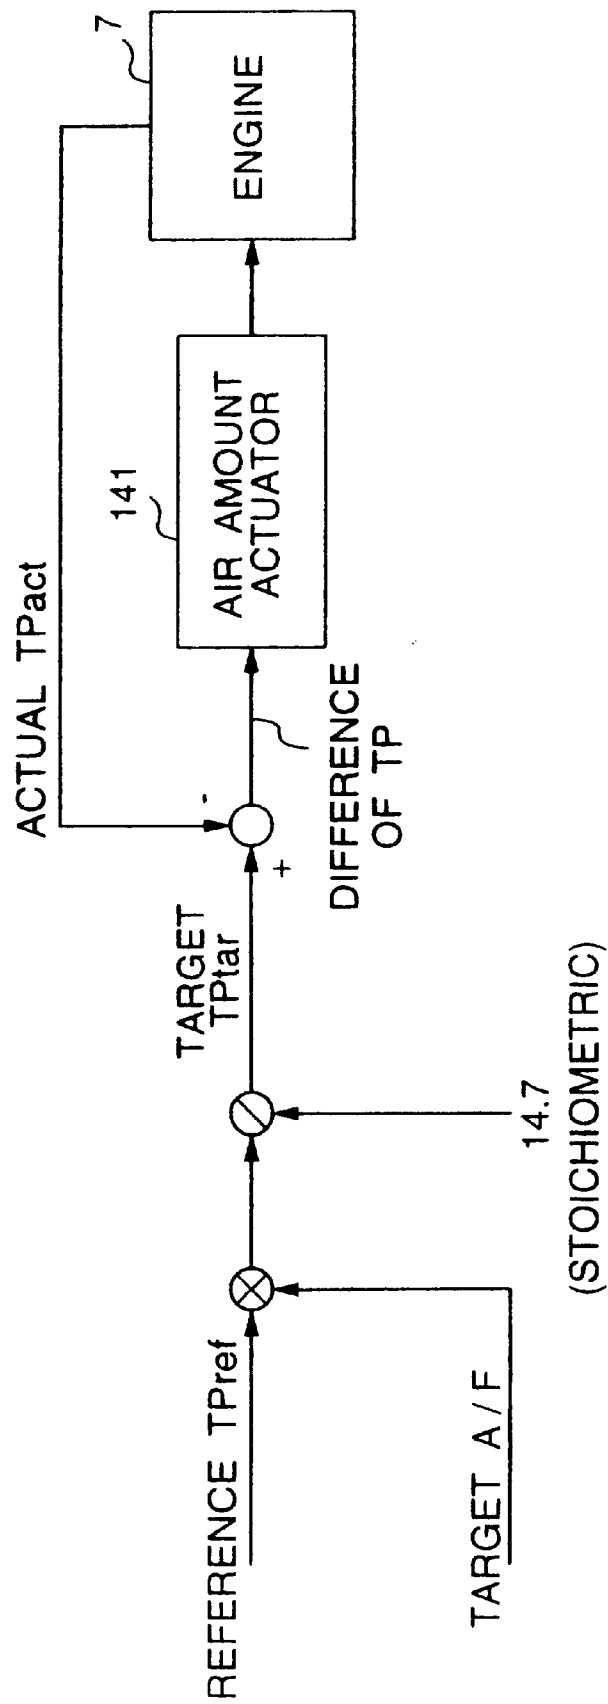 REFERENCE TPref
TARGET A/F
14.7
(STOICHIOMETRIC)
TARGET
TPtar
+
-
DIFFERENCE
OF TP
ACTUAL TPact
141
AIR AMOUNT
ACTUATOR
7
ENGINE